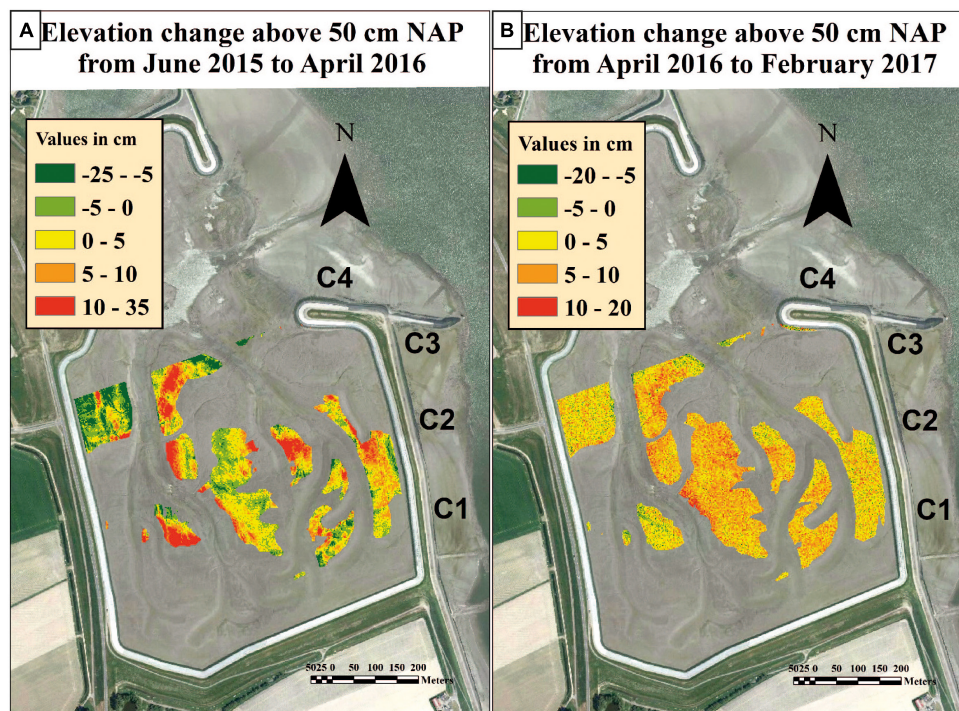 A
Elevation change above 50 cm NAP
from June 2015 to April 2016
Values in cm
-25 - -5
-5 - 0
0 - 5
5 - 10
10 - 35
N
C4
C3
C2
C1
5025 0 50 100 150 200
Meters
B
Elevation change above 50 cm NAP
from April 2016 to February 2017
Values in cm
-20 - -5
-5 - 0
0 - 5
5 - 10
10 - 20
N
C4
C3
C2
C1
5025 0 50 100 150 200
Meters